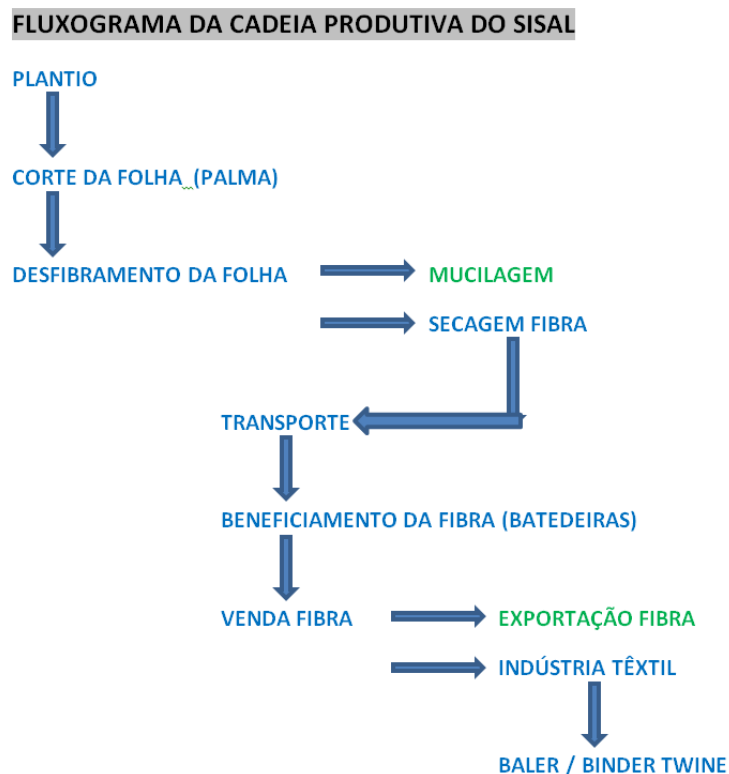 FLUXOGRAMA DA CADEIA PRODUTIVA DO SISAL
PLANTIO
CORTE DA FOLHA (PALMA)
DESFIBRAMENTO DA FOLHA
MUCILAGEM
SECAGEM FIBRA
TRANSPORTE
BENEFICIAMENTO DA FIBRA (BATEDEIRAS)
VENDA FIBRA
EXPORTAÇÃO FIBRA
INDÚSTRIA TÊXTIL
BALER / BINDER TWINE